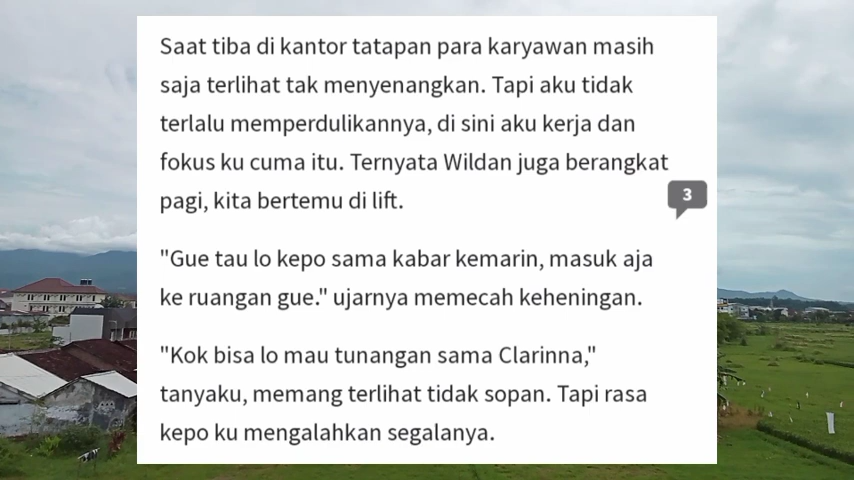 Saat tiba di kantor tatapan para karyawan masih
saja terlihat tak menyenangkan. Tapi aku tidak
terlalu memperdulikannya, di sini aku kerja dan
fokus ku cuma itu. Ternyata Wildan juga berangkat
pagi, kita bertemu di lift.
3
"Gue tau lo kepo sama kabar kemarin, masuk aja
ke ruangan gue." ujarnya memecah keheningan.
"Kok bisa lo mau tunangan sama Clarinna,"
tanyaku, memang terlihat tidak sopan. Tapi rasa
kepo ku mengalahkan segalanya.